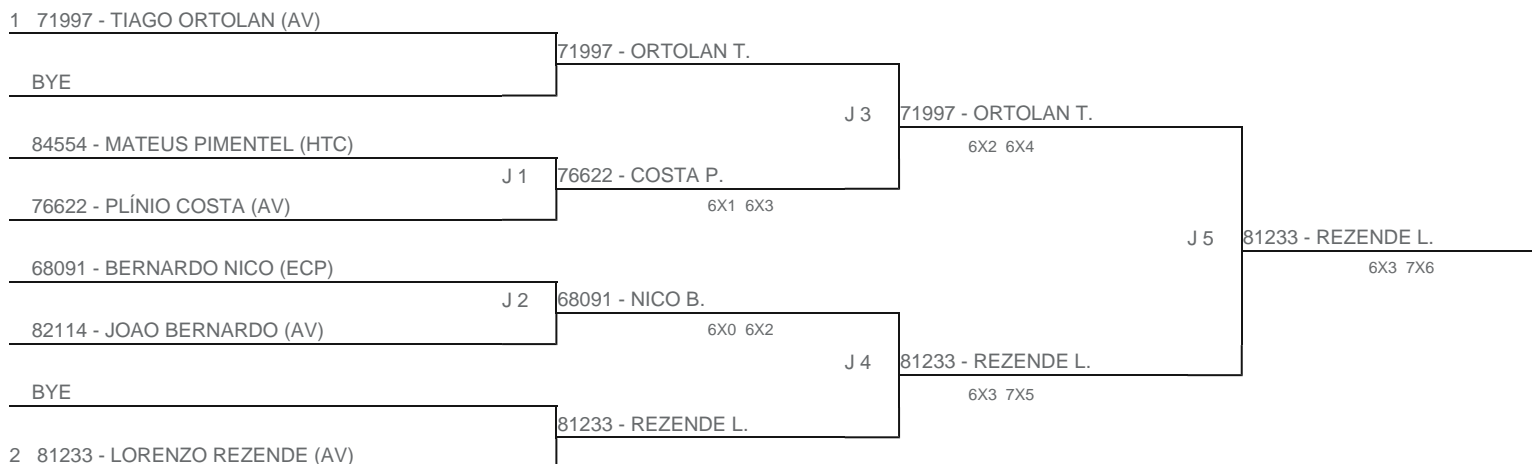 1 71997 - TIAGO ORTOLAN (AV)
71997 - ORTOLAN T.
BYE
J 3 71997 - ORTOLAN T.
84554 - MATEUS PIMENTEL (HTC)
6X2 6X4
J 1 76622 - COSTA P.
76622 - PLÍNIO COSTA (AV)
6X1 6X3
J 5 81233 - REZENDE L.
68091 - BERNARDO NICO (ECP)
6X3 7X6
J 2 68091 - NICO B.
82114 - JOAO BERNARDO (AV)
6X0 6X2
J 4 81233 - REZENDE L.
BYE
6X3 7X5
81233 - REZENDE L.
2 81233 - LORENZO REZENDE (AV)